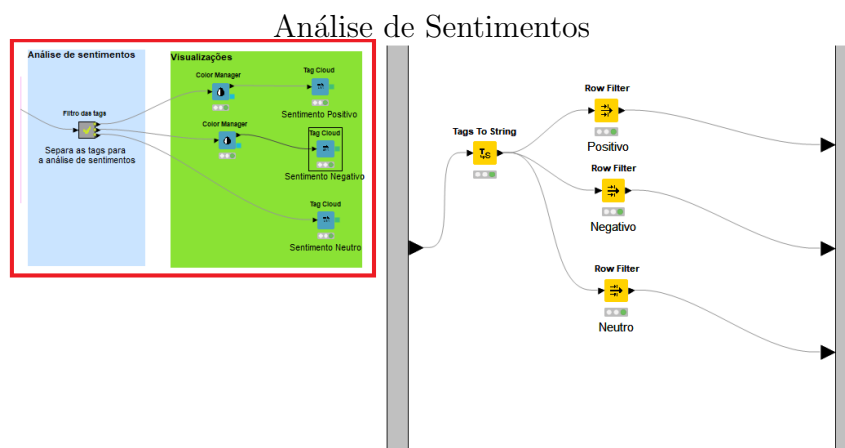 Análise de Sentimentos
Análise de sentimentos
Filtro das tags
Separa as tags para
a análise de sentimentos
Visualizações
Color Manager
Tag Cloud
Sentimento Positivo
Color Manager
Tag Cloud
Sentimento Negativo
Tag Cloud
Sentimento Neutro
Tags To String
Row Filter
Positivo
Row Filter
Negativo
Row Filter
Neutro